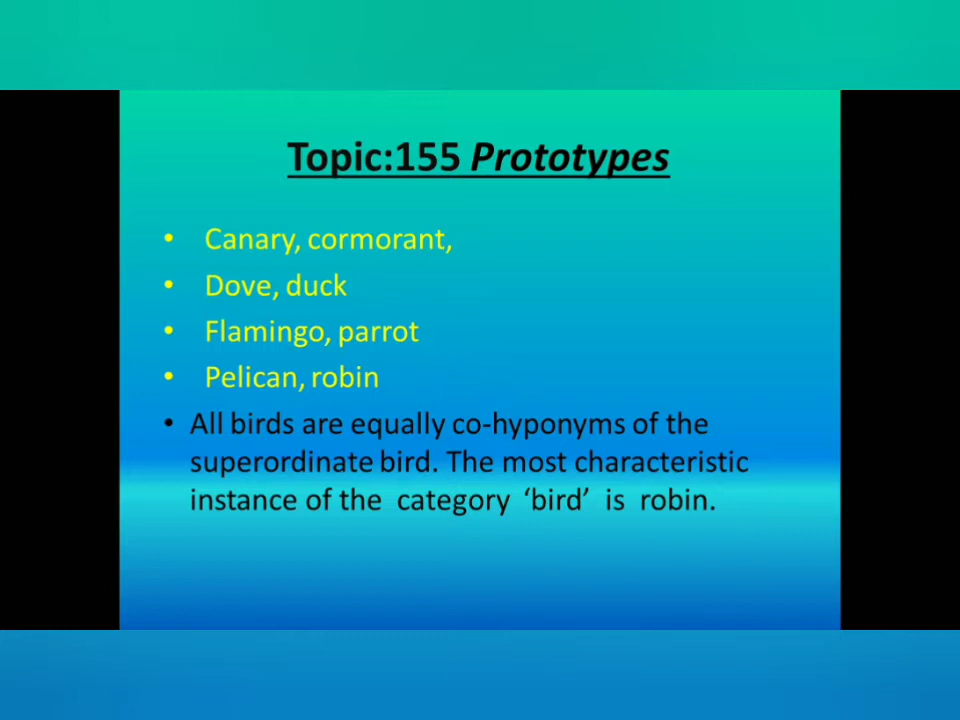 Topic:155 Prototypes
• Canary, cormorant,
• Dove, duck
• Flamingo, parrot
• Pelican, robin
• All birds are equally co-hyponyms of the
superordinate bird. The most characteristic
instance of the category ‘bird’ is robin.